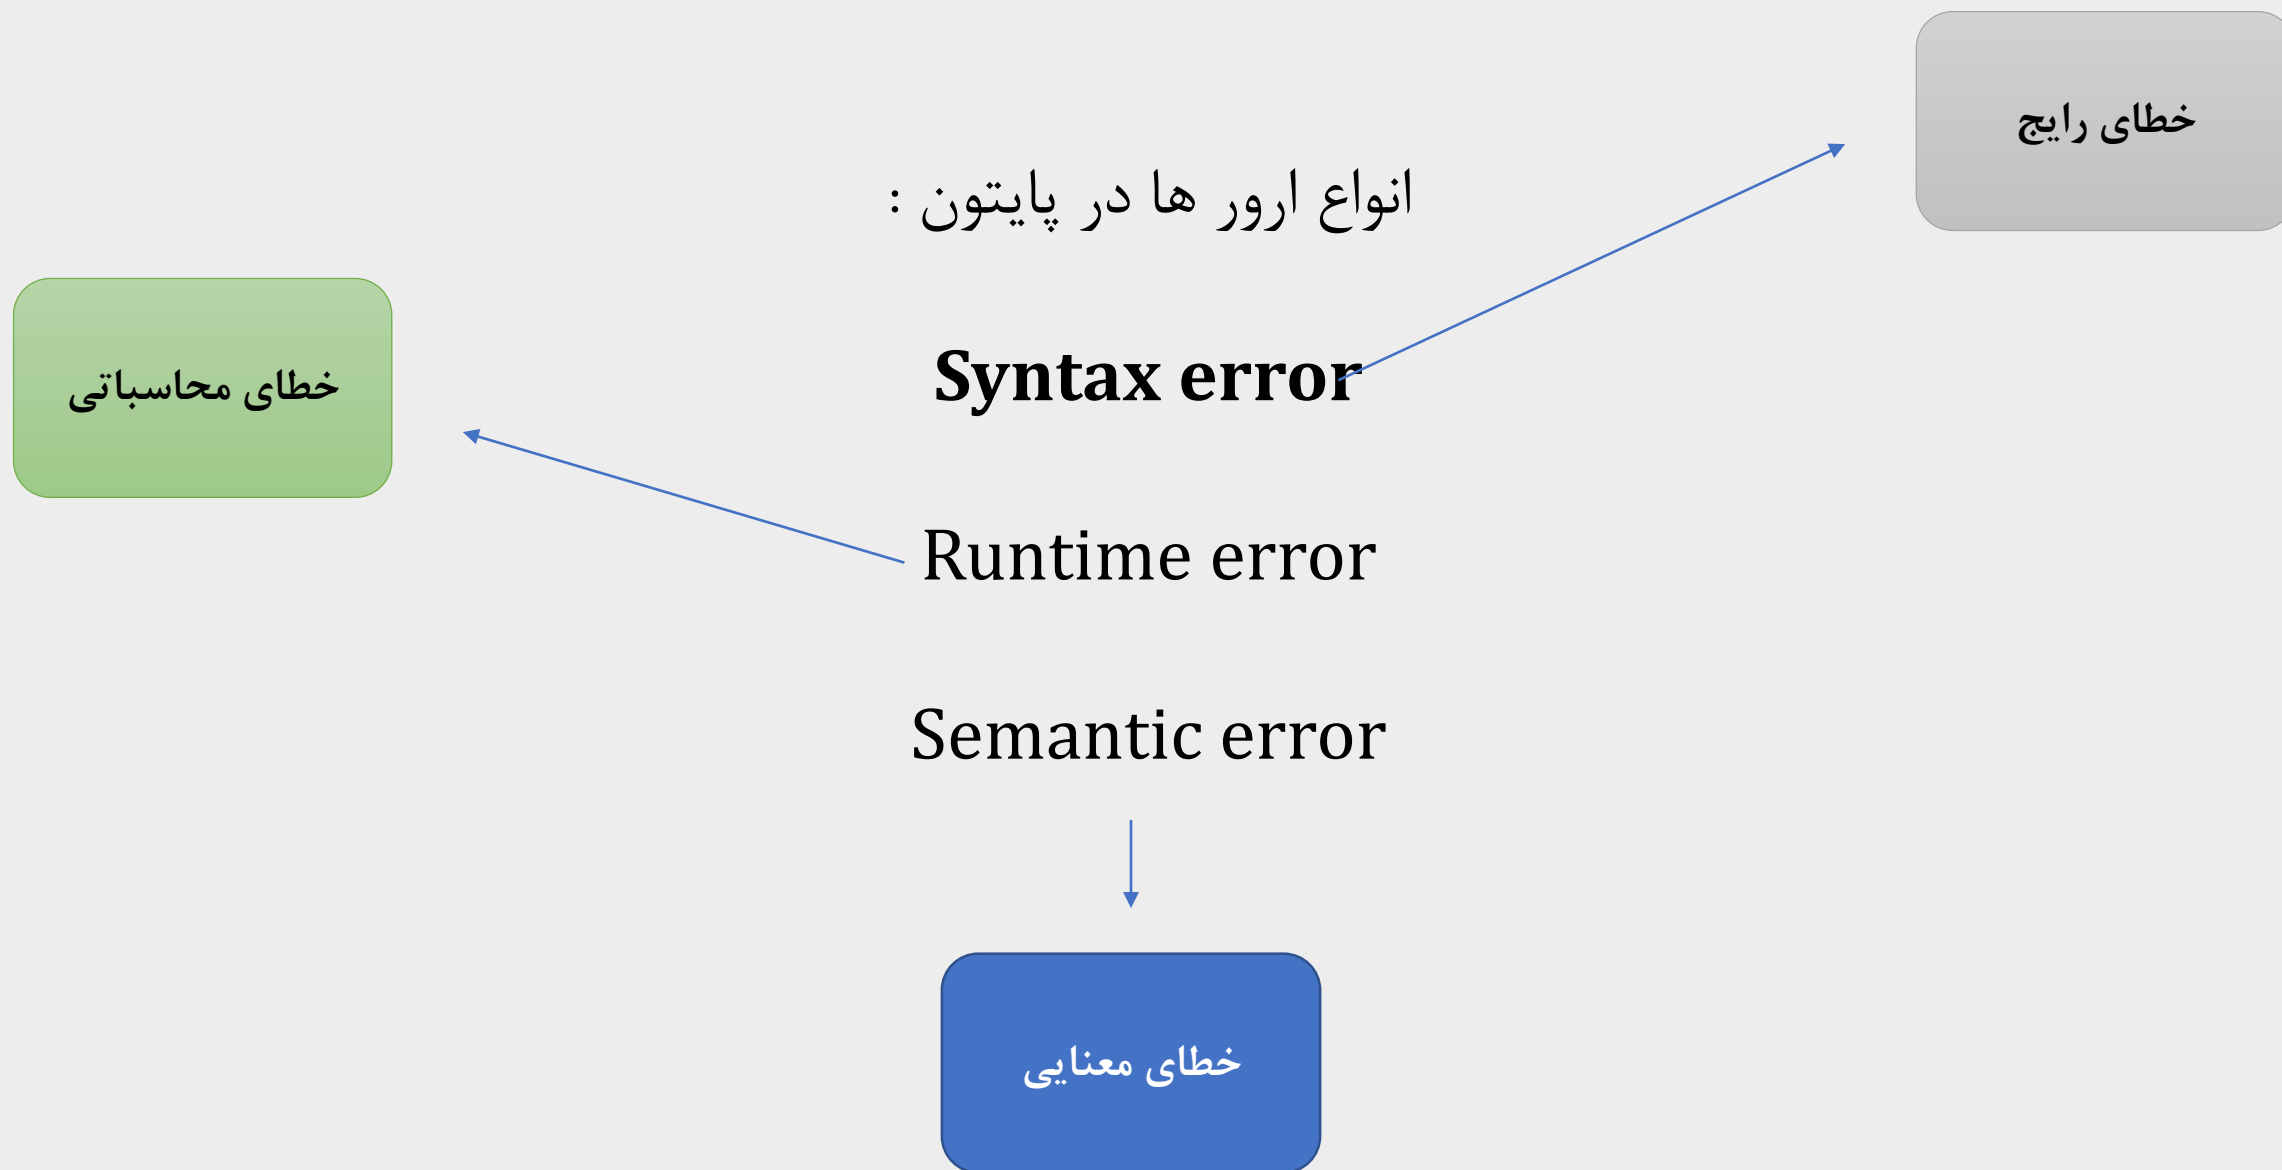 خطای رایج
انواع ارور ها در پایتون :
Syntax error
خطای محاسباتی
Runtime error
Semantic error
خطای معنایی